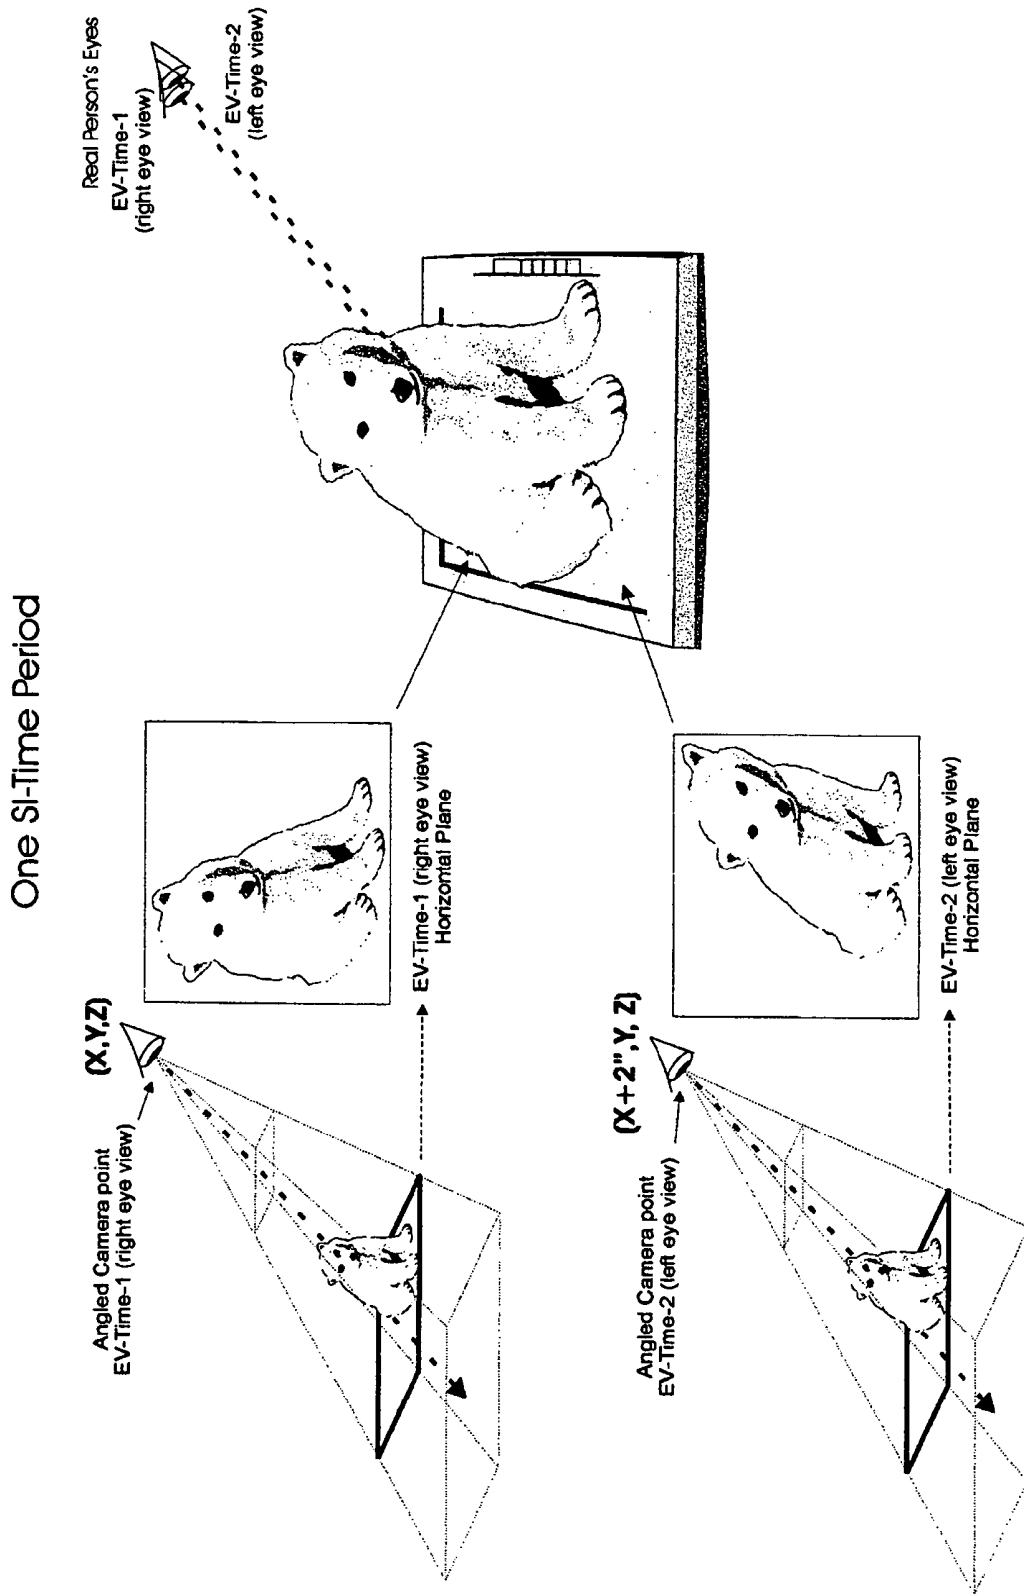 One SI-Time Period
Angled Camera point
EV-Time-1 (right eye view)
(X,Y,Z)
EV-Time-1 (right eye view)
Horizontal Plane
Real Person's Eyes
EV-Time-1
(right eye view)
EV-Time-2
(left eye view)
Angled Camera point
EV-Time-2 (left eye view)
(X+2",Y, Z)
EV-Time-2 (left eye view)
Horizontal Plane